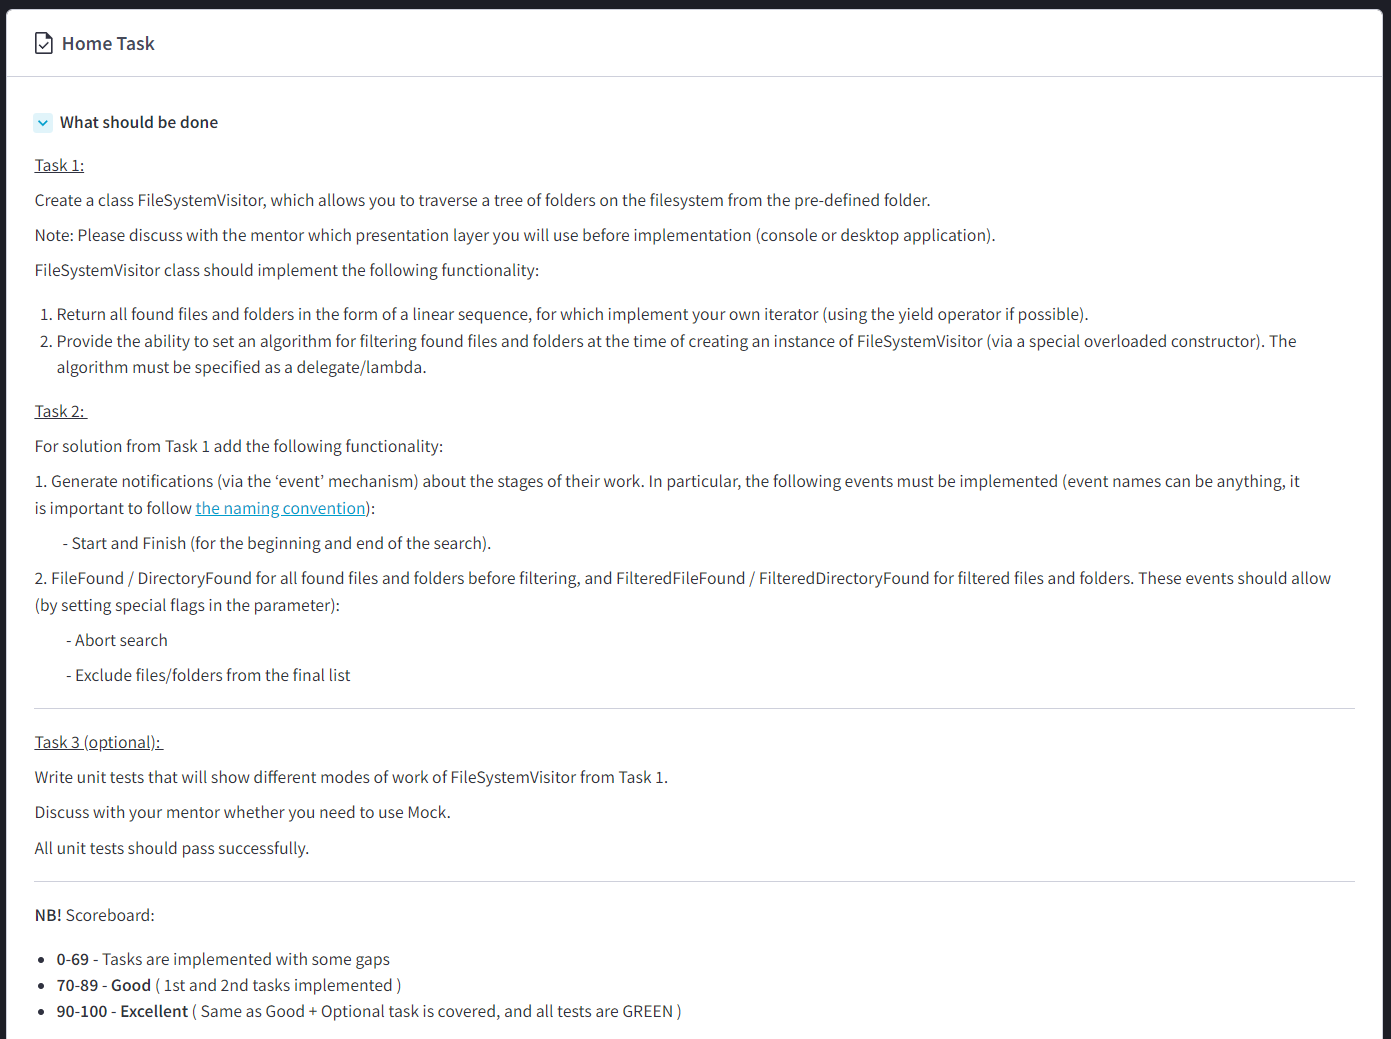 Home Task
What should be done
Task 1:
Create a class FileSystemVisitor, which allows you to traverse a tree of folders on the filesystem from the pre-defined folder.
Note: Please discuss with the mentor which presentation layer you will use before implementation (console or desktop application).
FileSystemVisitor class should implement the following functionality:
1. Return all found files and folders in the form of a linear sequence, for which implement your own iterator (using the yield operator if possible).
2. Provide the ability to set an algorithm for filtering found files and folders at the time of creating an instance of FileSystemVisitor (via a special overloaded constructor). The
algorithm must be specified as a delegate/lambda.
Task 2:
For solution from Task 1 add the following functionality:
1. Generate notifications (via the ‘event’ mechanism) about the stages of their work. In particular, the following events must be implemented (event names can be anything, it
is important to follow the naming convention):
- Start and Finish (for the beginning and end of the search).
2. FileFound / DirectoryFound for all found files and folders before filtering, and FilteredFileFound / FilteredDirectoryFound for filtered files and folders. These events should allow
(by setting special flags in the parameter):
- Abort search
- Exclude files/folders from the final list
Task 3 (optional):
Write unit tests that will show different modes of work of FileSystemVisitor from Task 1.
Discuss with your mentor whether you need to use Mock.
All unit tests should pass successfully.
NB! Scoreboard:
• 0-69 - Tasks are implemented with some gaps
• 70-89 - Good ( 1st and 2nd tasks implemented )
• 90-100 - Excellent ( Same as Good + Optional task is covered, and all tests are GREEN )